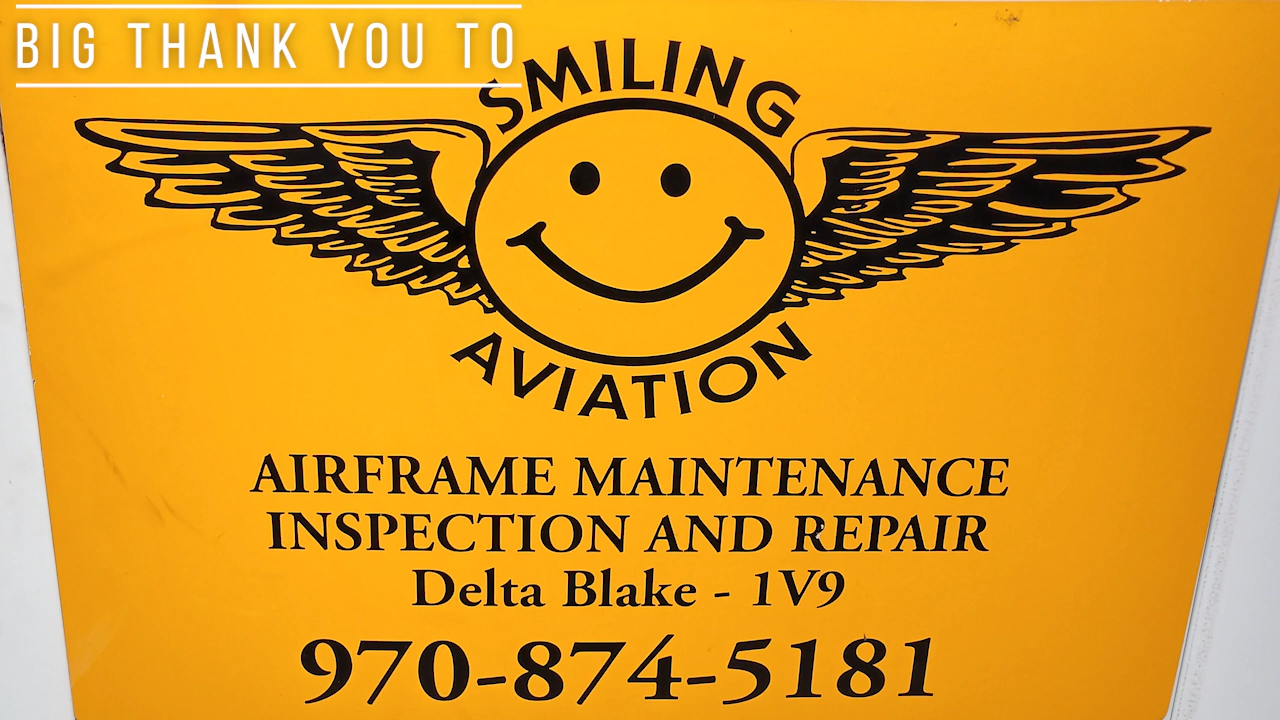 BIG THANK YOU TO
SMILING
AVIATION
AIRFRAME MAINTENANCE
INSPECTION AND REPAIR
Delta Blake - 1V9
970-874-5181